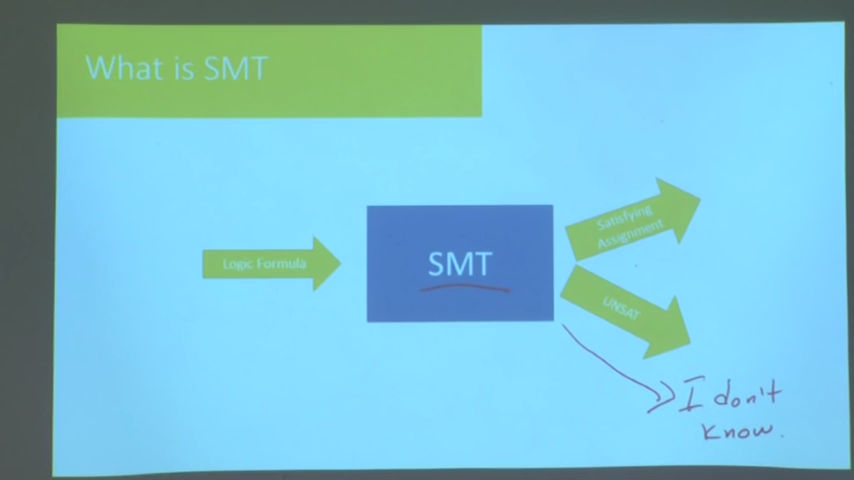 What is SMT
Logic Formula
SMT
Satisfying
Assignment
UNSAT
I don't
know.